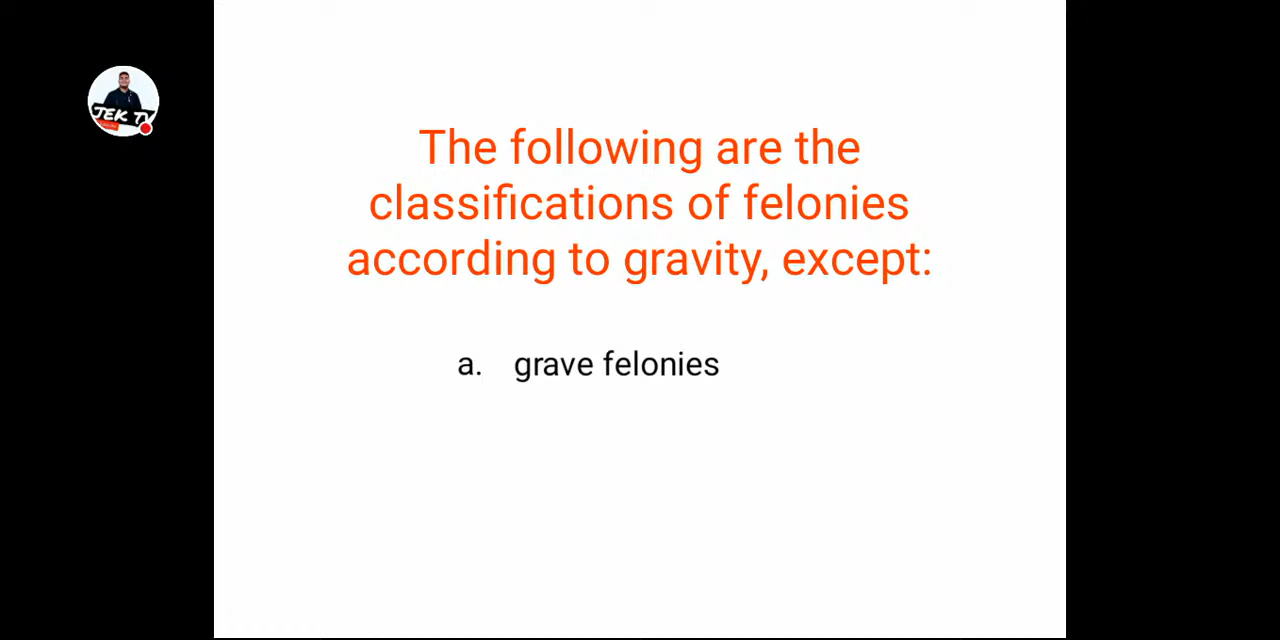 JEK TV
The following are the
classifications of felonies
according to gravity, except:
a. grave felonies